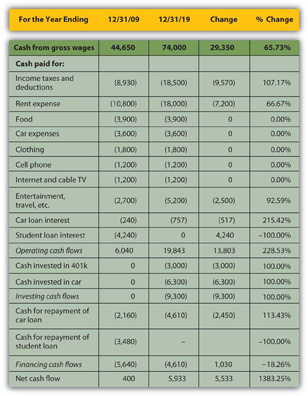 For the Year Ending 12/31/09 12/31/19 Change % Change
Cash from gross wages 44,650 74,000 29,350 65.73%
Cash paid for:
Income taxes and
deductions (8,930) (18,500) (9,570) 107.17%
Rent expense (10,800) (18,000) (7,200) 66.67%
Food (3,900) (3,900) 0 0.00%
Car expenses (3,600) (3,600) 0 0.00%
Clothing (1,800) (1,800) 0 0.00%
Cell phone (1,200) (1,200) 0 0.00%
Internet and cable TV (1,200) (1,200) 0 0.00%
Entertainment,
travel, etc. (2,700) (5,200) (2,500) 92.59%
Car loan interest (240) (757) (517) 215.42%
Student loan interest (4,240) 0 4,240 –100.00%
Operating cash flows 6,040 19,843 13,803 228.53%
Cash invested in 401k 0 (3,000) (3,000) 100.00%
Cash invested in car 0 (6,300) (6,300) 100.00%
Investing cash flows 0 (9,300) (9,300) 100.00%
Cash for repayment of
car loan (2,160) (4,610) (2,450) 113.43%
Cash for repayment of
student loan (3,480) – –100.00%
Financing cash flows (5,640) (4,610) 1,030 –18.26%
Net cash flow 400 5,933 5,533 1383.25%